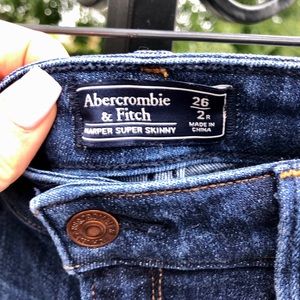 Abercrombie
& Fitch
HARPER SUPER SKINNY
26
2R
MADE IN
CHINA